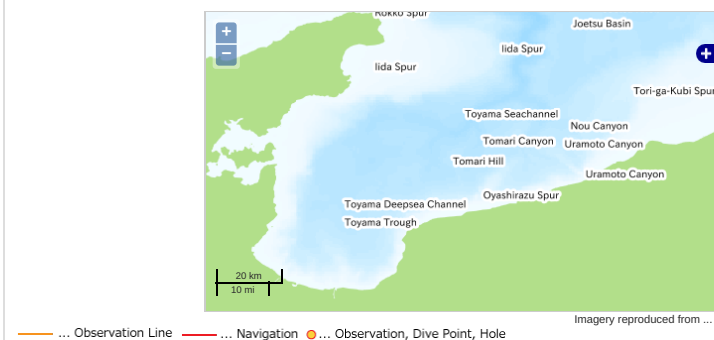 Rokko Spur
Joetsu Basin
+
−
Iida Spur
Iida Spur
+
Tori-ga-Kubi Spur
Toyama Seachannel
Nou Canyon
Tomari Canyon
Uramoto Canyon
Tomari Hill
Uramoto Canyon
Oyashirazu Spur
Toyama Deepsea Channel
Toyama Trough
20 km
10 mi
Imagery reproduced from ...
... Observation Line ... Navigation ... Observation, Dive Point, Hole